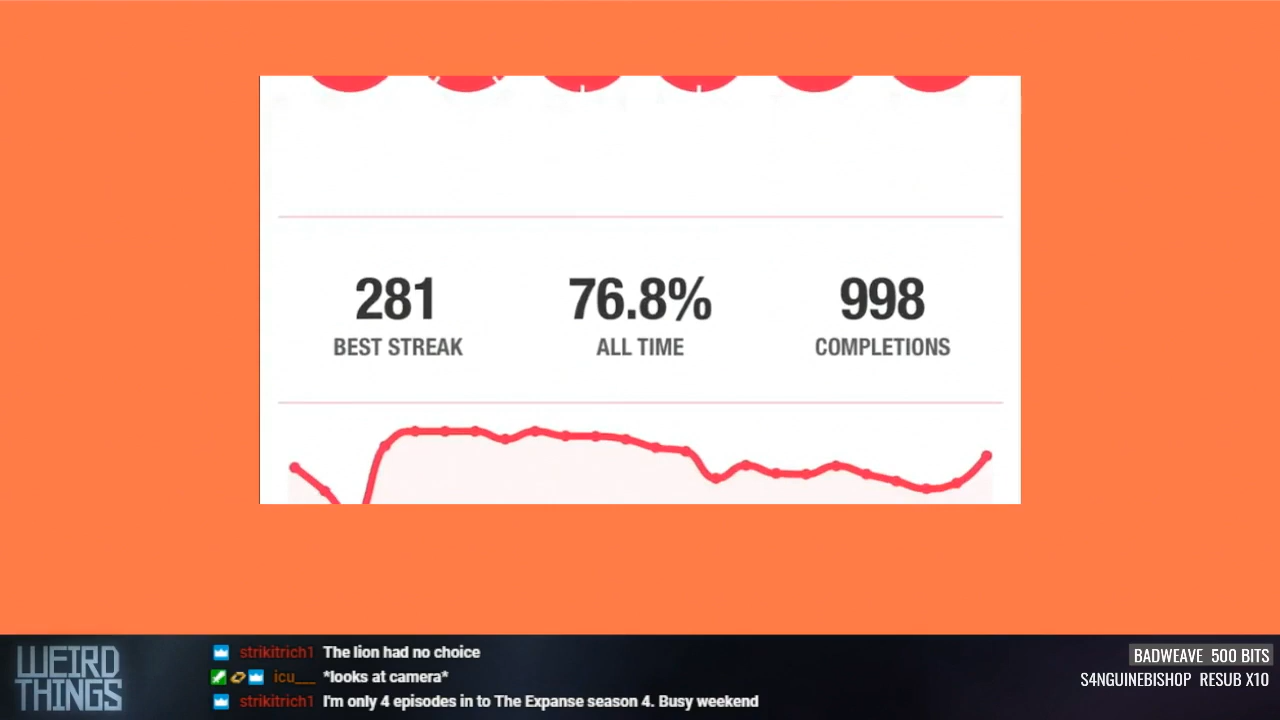 281
76.8%
998
BEST STREAK
ALL TIME
COMPLETIONS
WEIRD
THINGS
strikitrich1 The lion had no choice
icu___ *looks at camera*
strikitrich1 I'm only 4 episodes in to The Expanse season 4. Busy weekend
BADWEAVE 500 BITS
S4NGUINEBISHOP RESUB X10